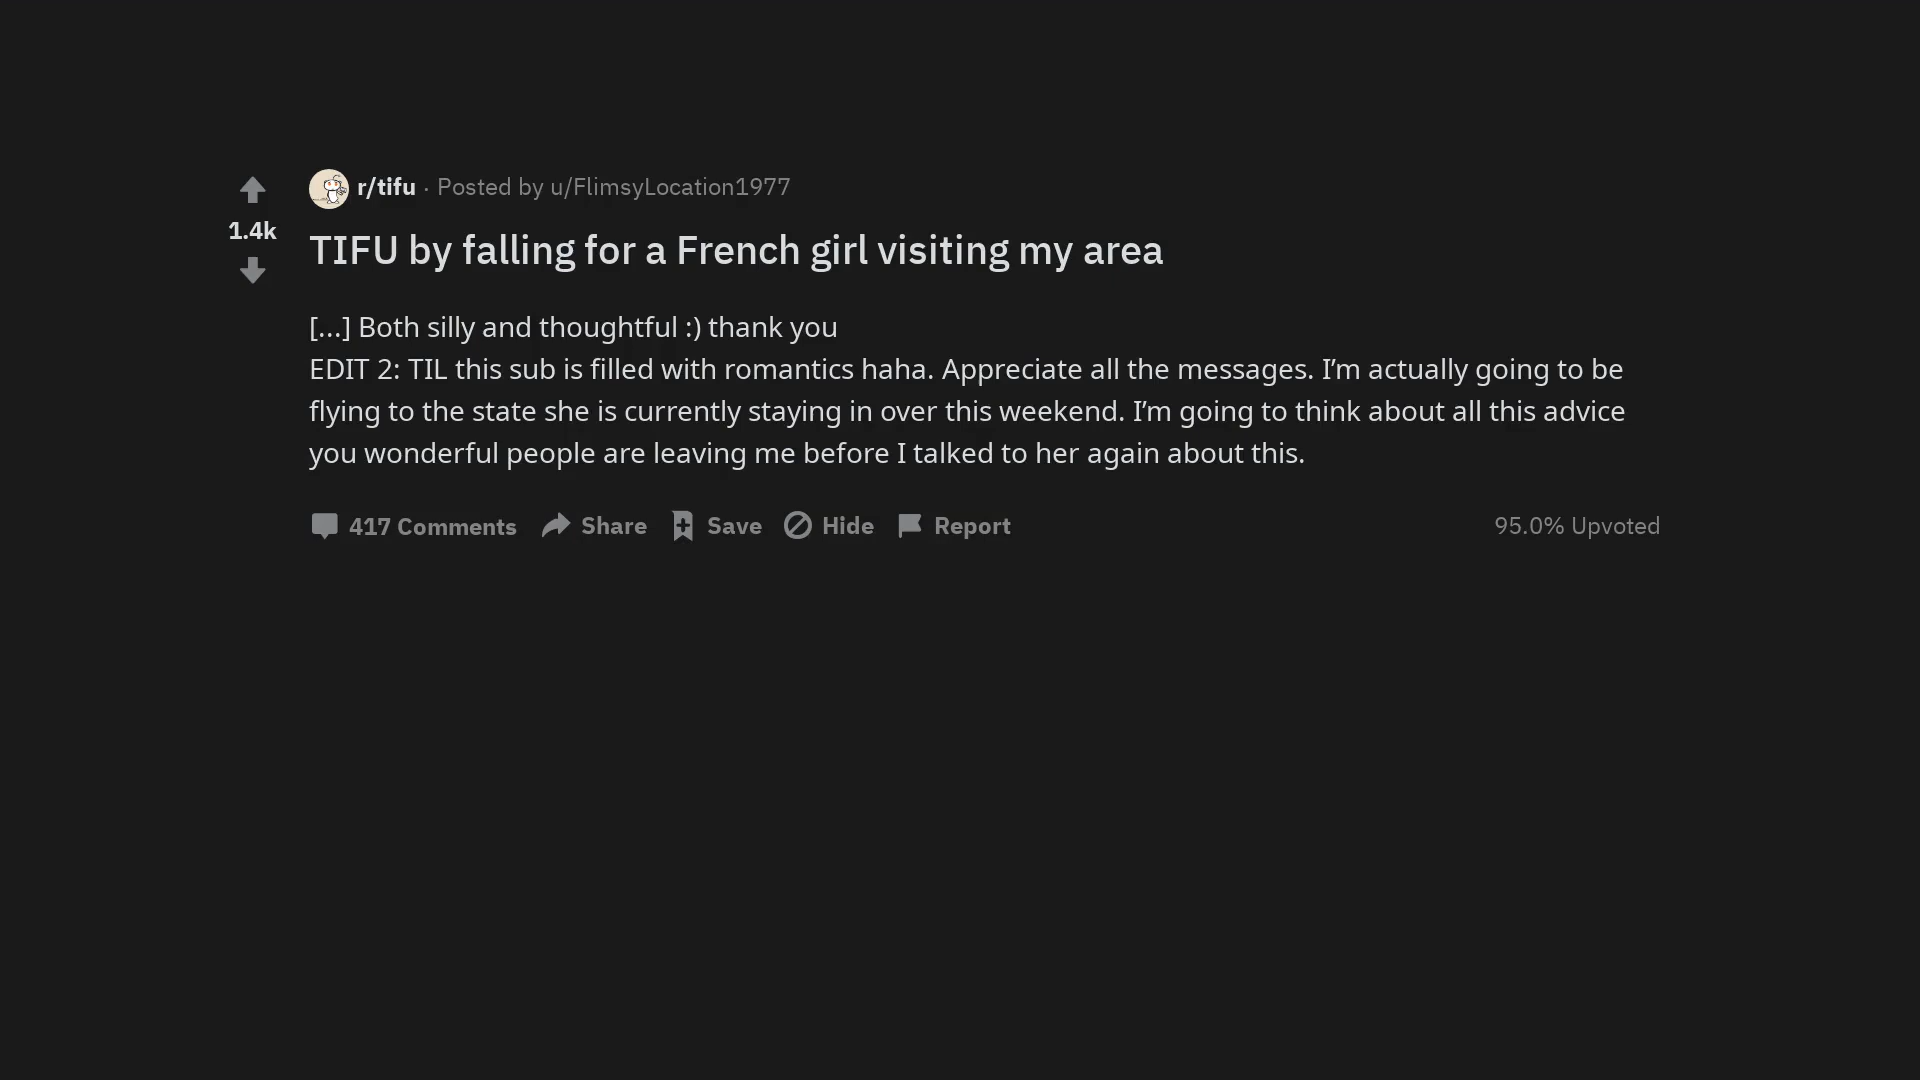 r/tifu · Posted by u/FlimsyLocation1977
1.4k
TIFU by falling for a French girl visiting my area
[...] Both silly and thoughtful :) thank you
EDIT 2: TIL this sub is filled with romantics haha. Appreciate all the messages. I’m actually going to be
flying to the state she is currently staying in over this weekend. I’m going to think about all this advice
you wonderful people are leaving me before I talked to her again about this.
417 Comments Share Save Hide Report 95.0% Upvoted